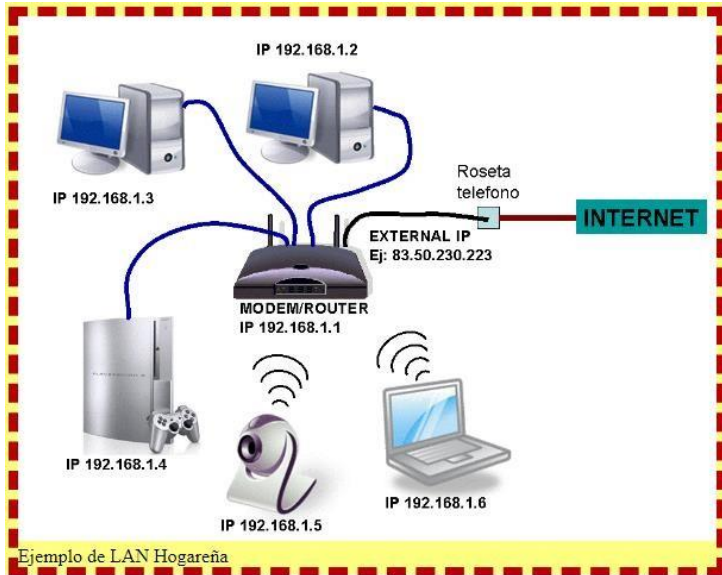 IP 192.168.1.2
IP 192.168.1.3
Roseta
telefono
INTERNET
EXTERNAL IP
Ej: 83.50.230.223
MODEM/ROUTER
IP 192.168.1.1
IP 192.168.1.4
IP 192.168.1.5
IP 192.168.1.6
Ejemplo de LAN Hogareña